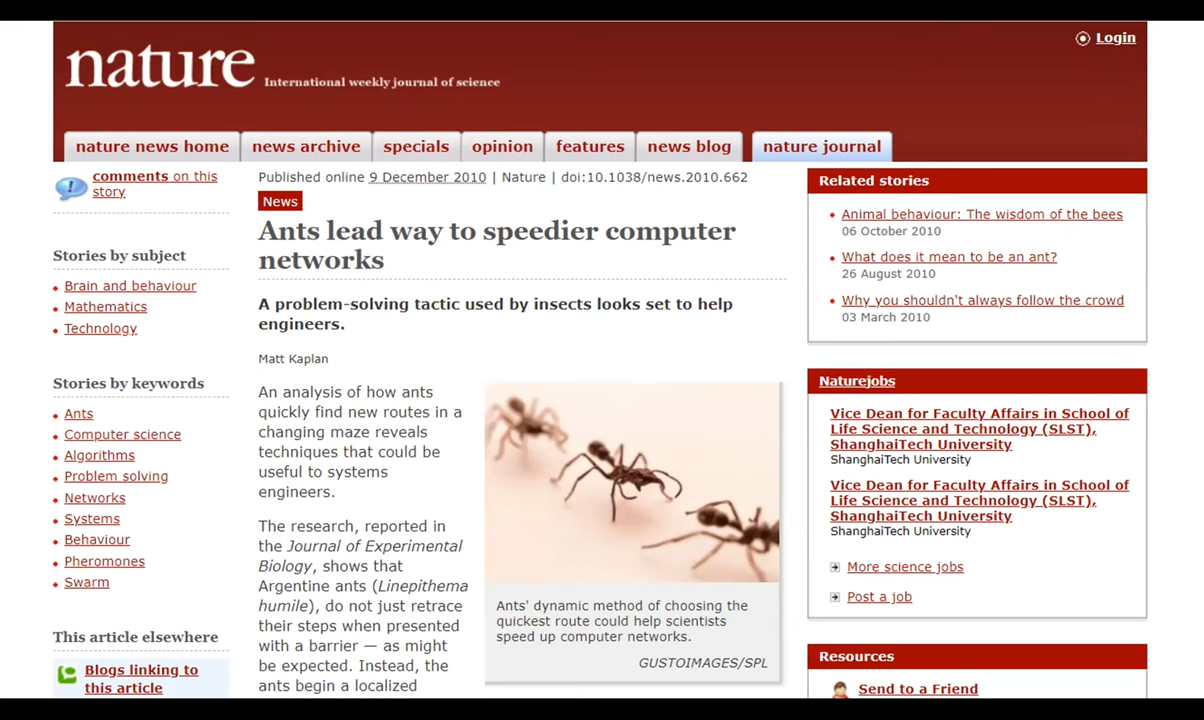 Login
nature International weekly journal of science
nature news home
news archive
specials
opinion
features
news blog
nature journal
comments on this
story
Stories by subject
Brain and behaviour
Mathematics
Technology
Stories by keywords
Ants
Computer science
Algorithms
Problem solving
Networks
Systems
Behaviour
Pheromones
Swarm
This article elsewhere
Blogs linking to
this article
Published online 9 December 2010 | Nature | doi:10.1038/news.2010.662
News
Ants lead way to speedier computer
networks
A problem-solving tactic used by insects looks set to help
engineers.
Matt Kaplan
An analysis of how ants
quickly find new routes in a
changing maze reveals
techniques that could be
useful to systems
engineers.
The research, reported in
the Journal of Experimental
Biology, shows that
Argentine ants (Linepithema
humile), do not just retrace
their steps when presented
with a barrier — as might
be expected. Instead, the
ants begin a localized
Ants' dynamic method of choosing the
quickest route could help scientists
speed up computer networks.
GUSTOIMAGES/SPL
Related stories
Animal behaviour: The wisdom of the bees
06 October 2010
What does it mean to be an ant?
26 August 2010
Why you shouldn't always follow the crowd
03 March 2010
Naturejobs
Vice Dean for Faculty Affairs in School of
Life Science and Technology (SLST),
ShanghaiTech University
ShanghaiTech University
Vice Dean for Faculty Affairs in School of
Life Science and Technology (SLST),
ShanghaiTech University
ShanghaiTech University
More science jobs
Post a job
Resources
Send to a Friend